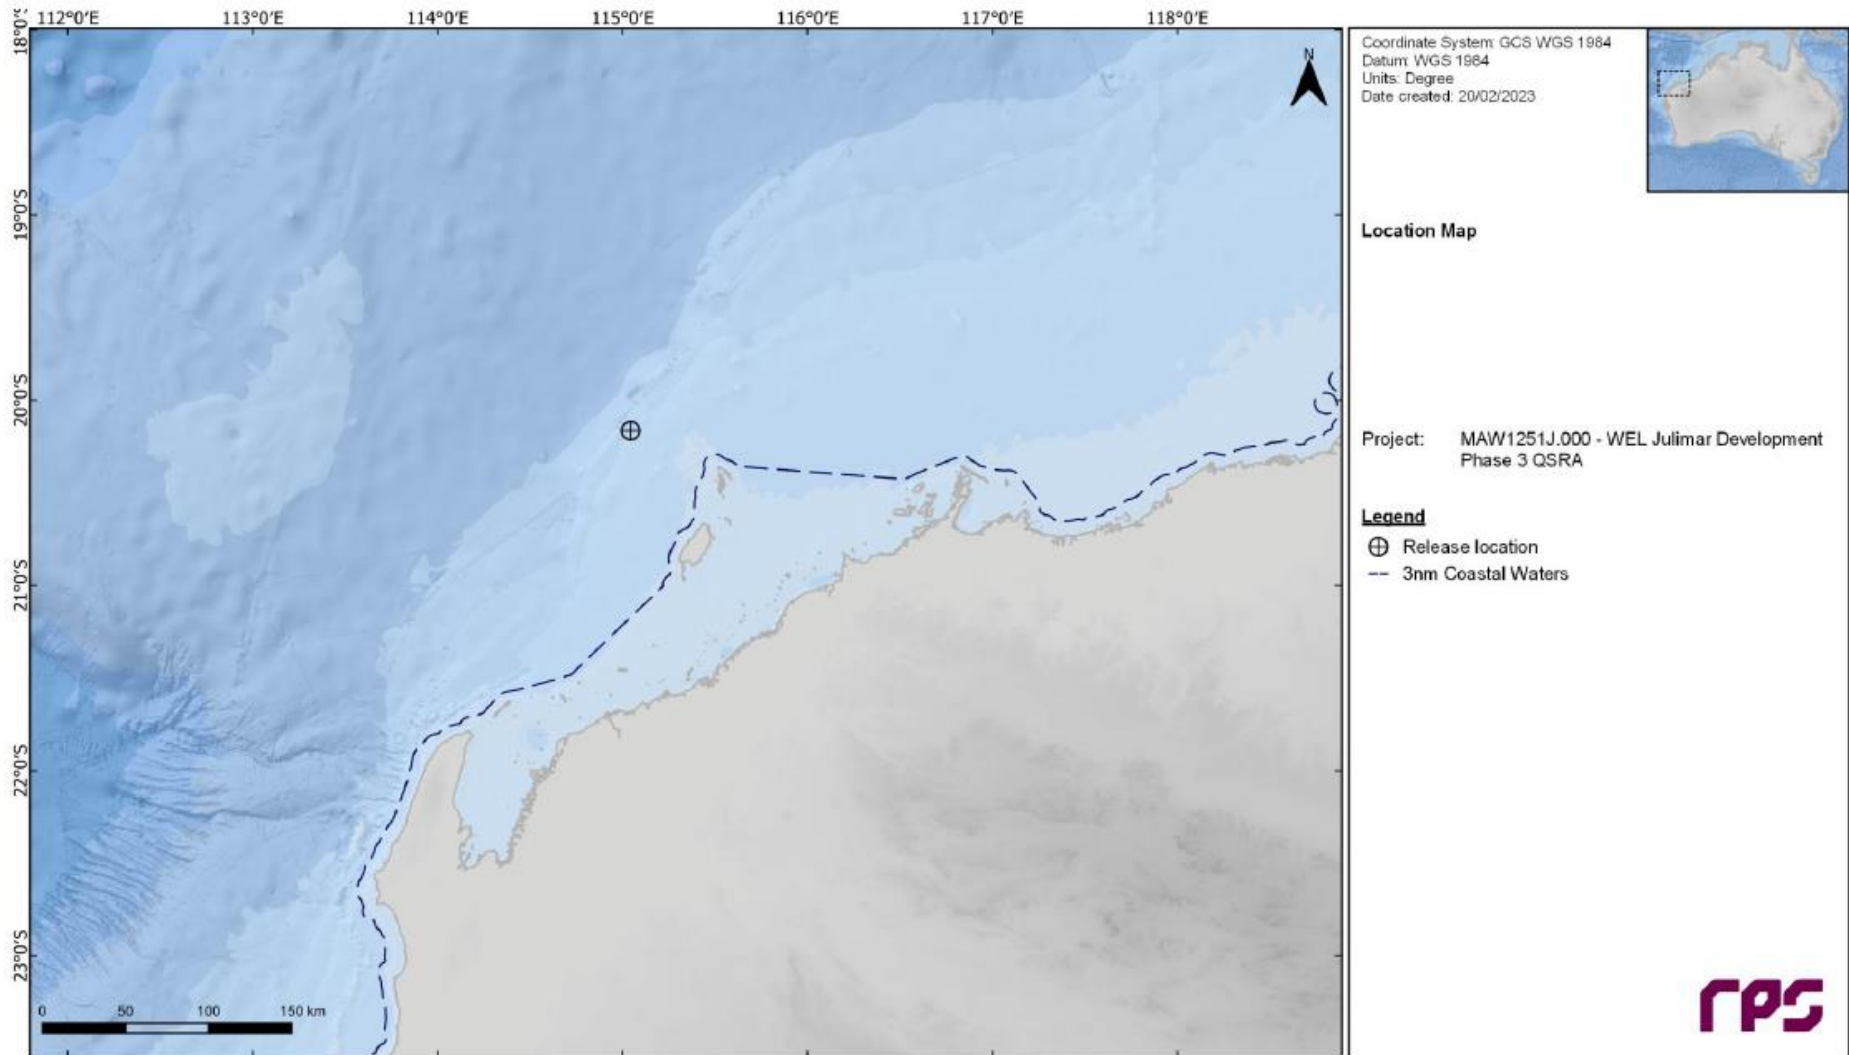 112°0'E 113°0'E 114°0'E 115°0'E 116°0'E 117°0'E 118°0'E
18°0'S
19°0'S
20°0'S
21°0'S
22°0'S
23°0'S
N
0 50 100 150 km
Coordinate System: GCS WGS 1984
Datum: WGS 1984
Units: Degree
Date created: 20/02/2023
Location Map
Project: MAW1251J.000 - WEL Julimar Development
Phase 3 QSRA
Legend
Release location
3nm Coastal Waters
rps